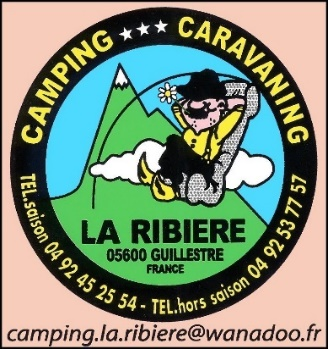 CAMPING *** CARAVANING
LA RIBIERE
05600 GUILLESTRE
FRANCE
TEL.saison 04 92 45 25 54 - TEL.hors saison 04 92 53 77 57
camping.la.ribiere@wanadoo.fr